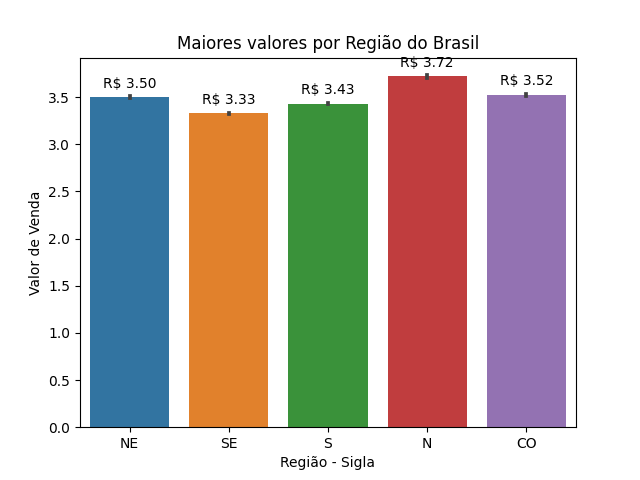 Maiores valores por Região do Brasil
R$ 3.50
R$ 3.33
R$ 3.43
R$ 3.72
R$ 3.52
Valor de Venda
3.5
3.0
2.5
2.0
1.5
1.0
0.5
0.0
NE
SE
S
N
CO
Região - Sigla